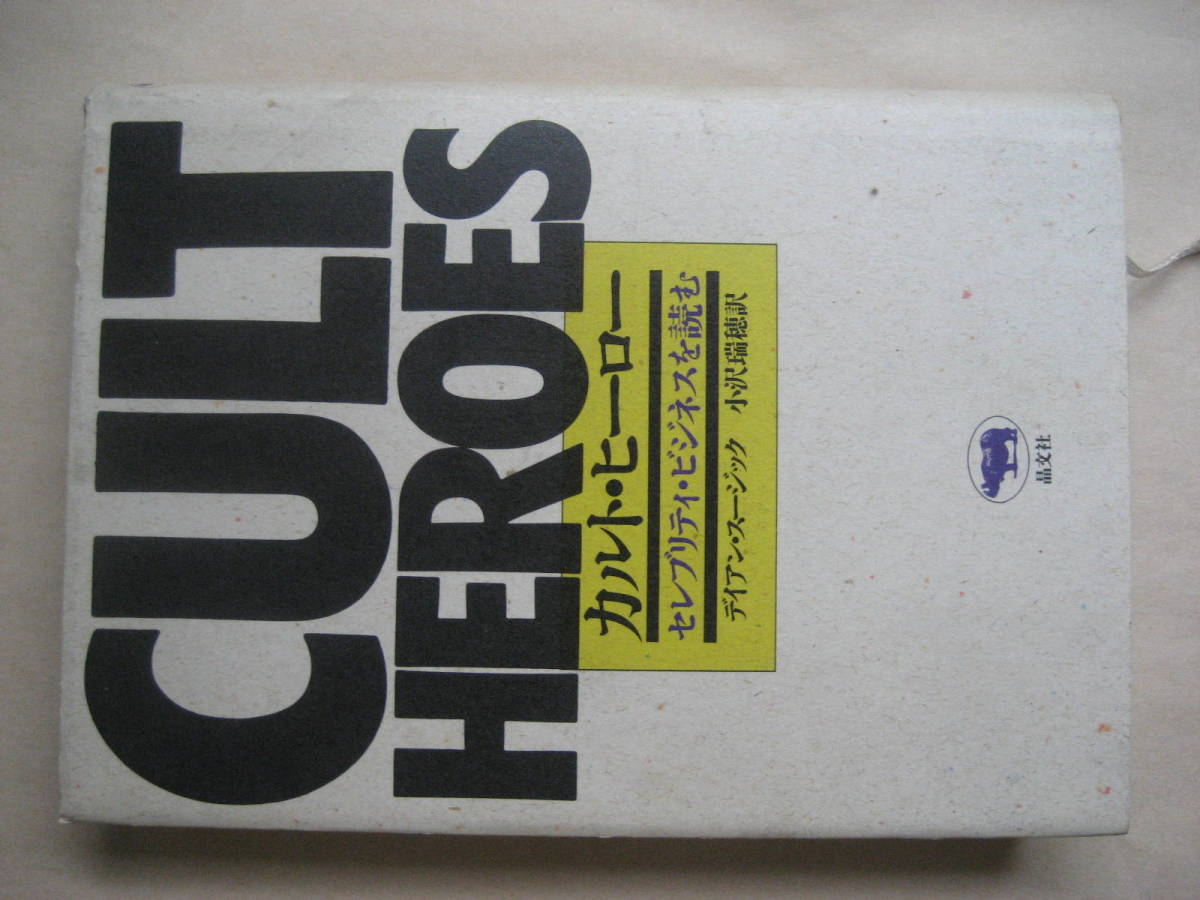 CULT
HEROES
カルト・ヒーロー
セレブリティ・ビジネスを読む
デイアン・スージック 小沢瑞穂訳
晶文社